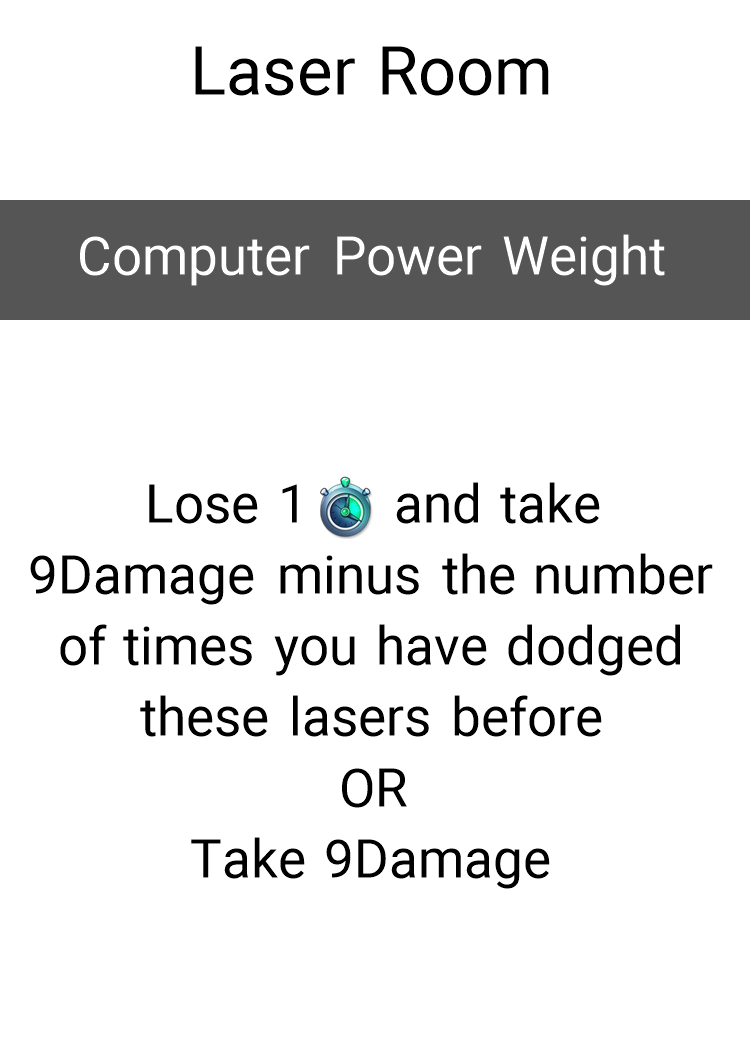 Laser Room
Computer Power Weight
Lose 1 and take
9Damage minus the number
of times you have dodged
these lasers before
OR
Take 9Damage